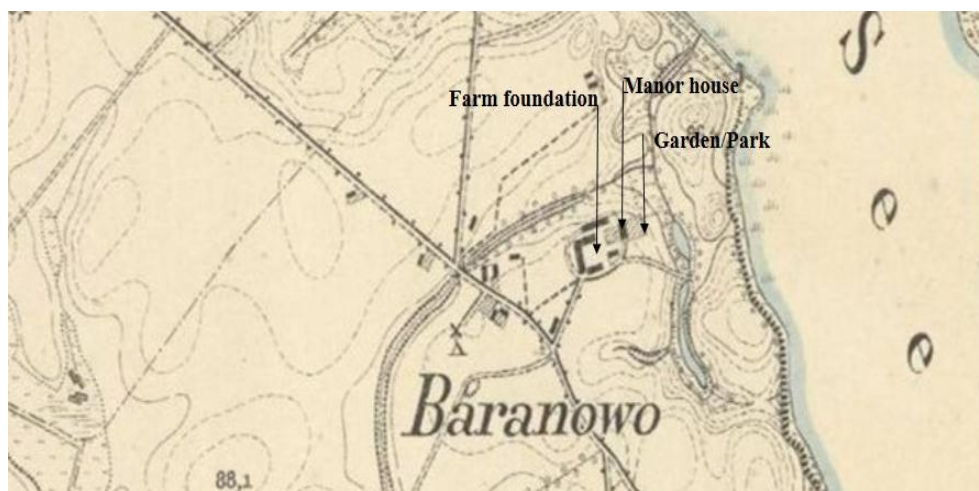 S
e
e
Manor house
Farm foundation
Garden/Park
Baranowo
88,1